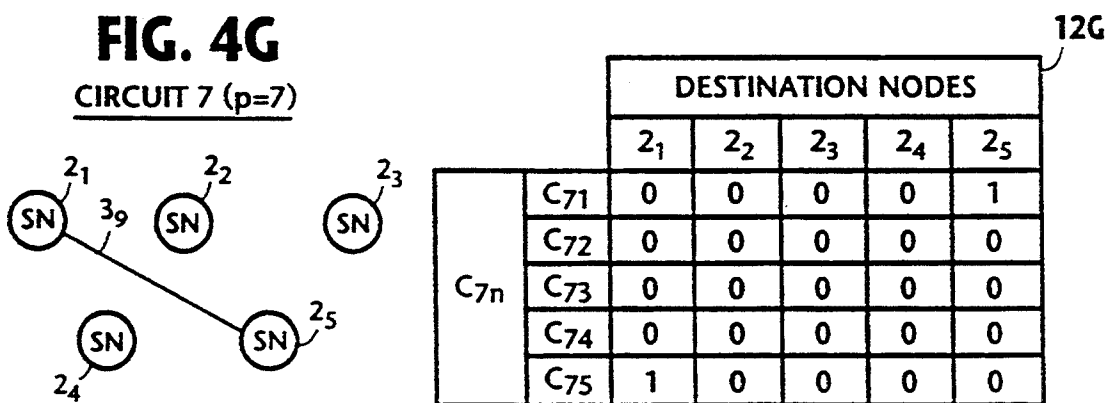 FIG. 4G
CIRCUIT 7 (p=7)
2₁ 2₂ 2₃
SN SN SN
3₉
SN SN
2₄ 2₅
12G
DESTINATION NODES
2₁ 2₂ 2₃ 2₄ 2₅
C₇ₙ
C₇₁ 0 0 0 0 1
C₇₂ 0 0 0 0 0
C₇₃ 0 0 0 0 0
C₇₄ 0 0 0 0 0
C₇₅ 1 0 0 0 0